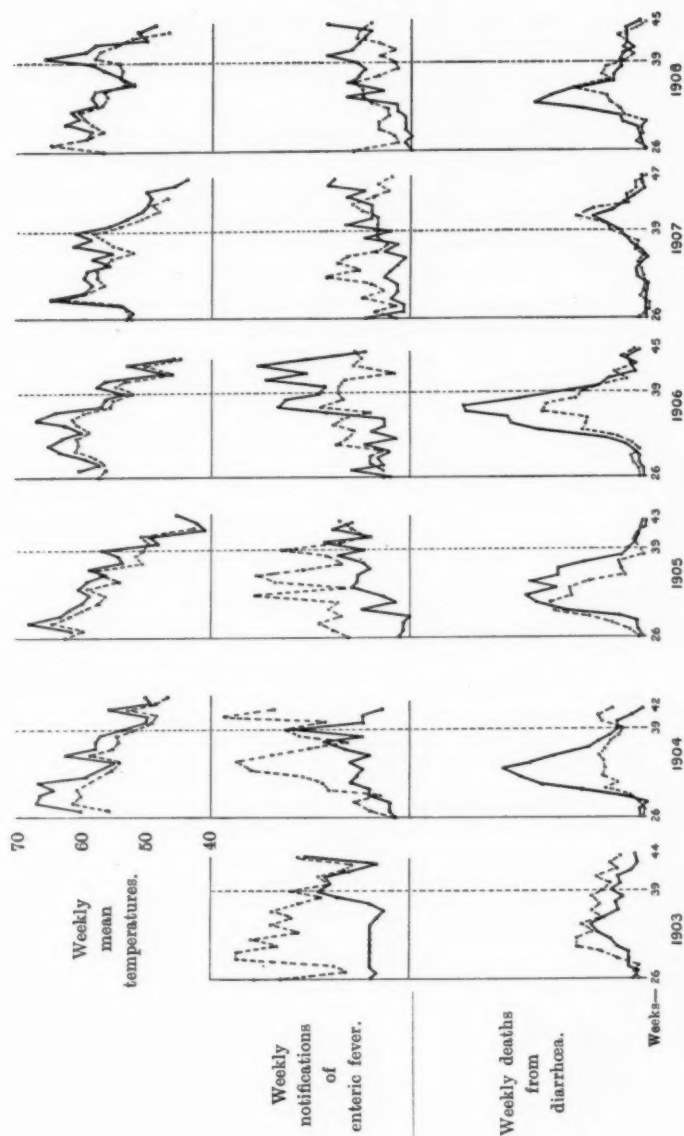 70
60
50
40
Weekly
mean
temperatures.
Weekly
notifications
of
enteric fever.
Weekly deaths
from
diarrhœa.
Weeks—
26 39 44
26 39 42
26 39 43
26 39 45
26 39 47
26 39 45
1903
1904
1905
1906
1907
1908